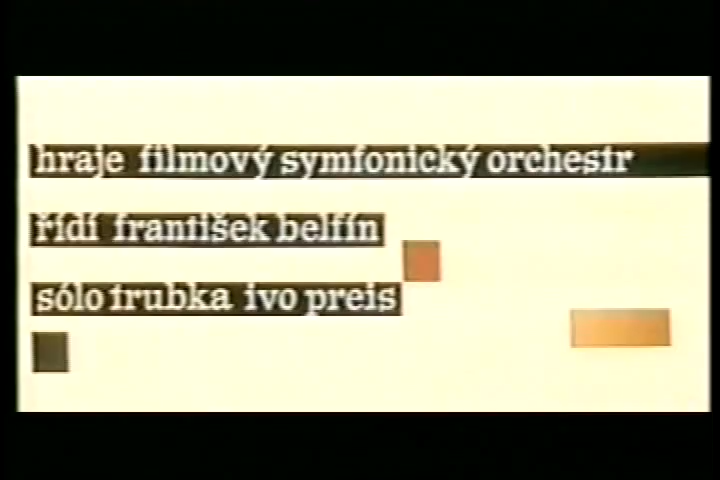 hraje filmový symfonický orchestr
řídí františek belfín
sólo trubka ivo preis